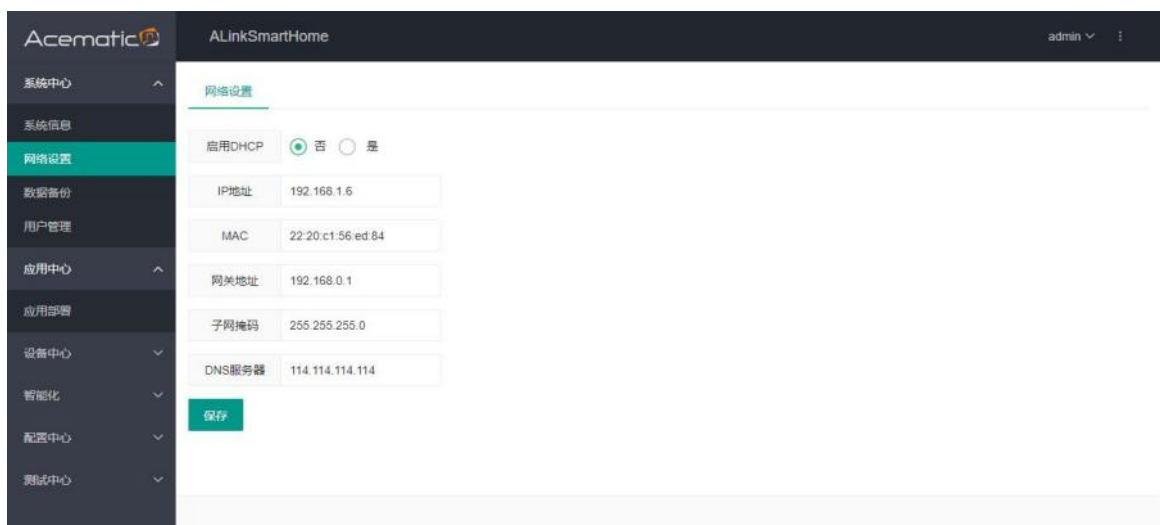 Acematic
ALinkSmartHome
admin
系统中心
系统信息
网络设置
数据备份
用户管理
应用中心
应用部署
设备中心
智能化
配置中心
测试中心
网络设置
启用DHCP 否 是
IP地址 192.168.1.6
MAC 22:20:c1:56:ed:84
网关地址 192.168.0.1
子网掩码 255.255.255.0
DNS服务器 114.114.114.114
保存